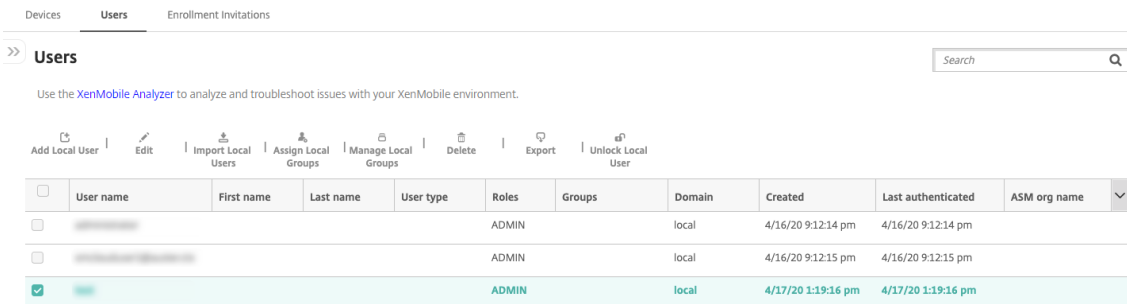 Devices Users Enrollment Invitations
Users
Search
Use the XenMobile Analyzer to analyze and troubleshoot issues with your XenMobile environment.
Add Local User | Edit | Import Local Users | Assign Local Groups | Manage Local Groups | Delete | Export | Unlock Local User
User name First name Last name User type Roles Groups Domain Created Last authenticated ASM org name
ADMIN local 4/16/20 9:12:14 pm 4/16/20 9:12:14 pm
ADMIN local 4/16/20 9:12:15 pm 4/16/20 9:12:15 pm
ADMIN local 4/17/20 1:19:16 pm 4/17/20 1:19:16 pm